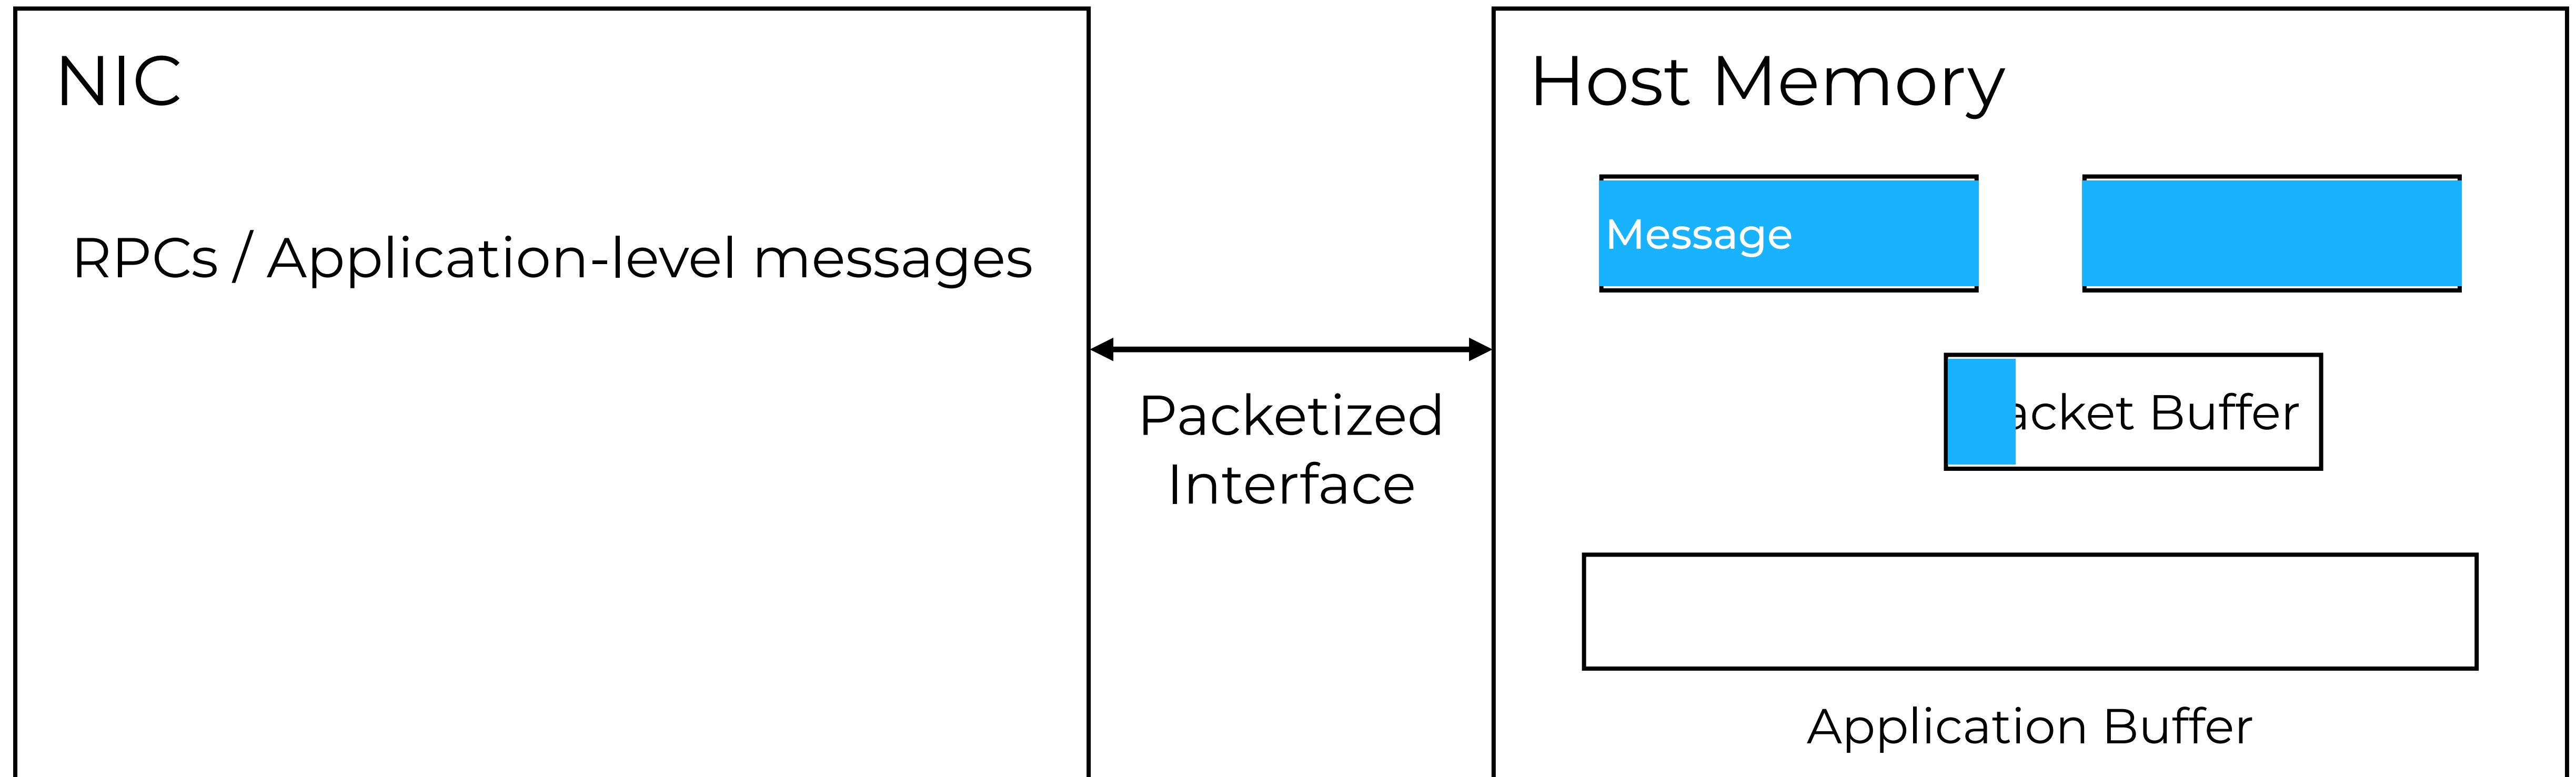 NIC
RPCs / Application-level messages
Packetized
Interface
Host Memory
Message
acket Buffer
Application Buffer